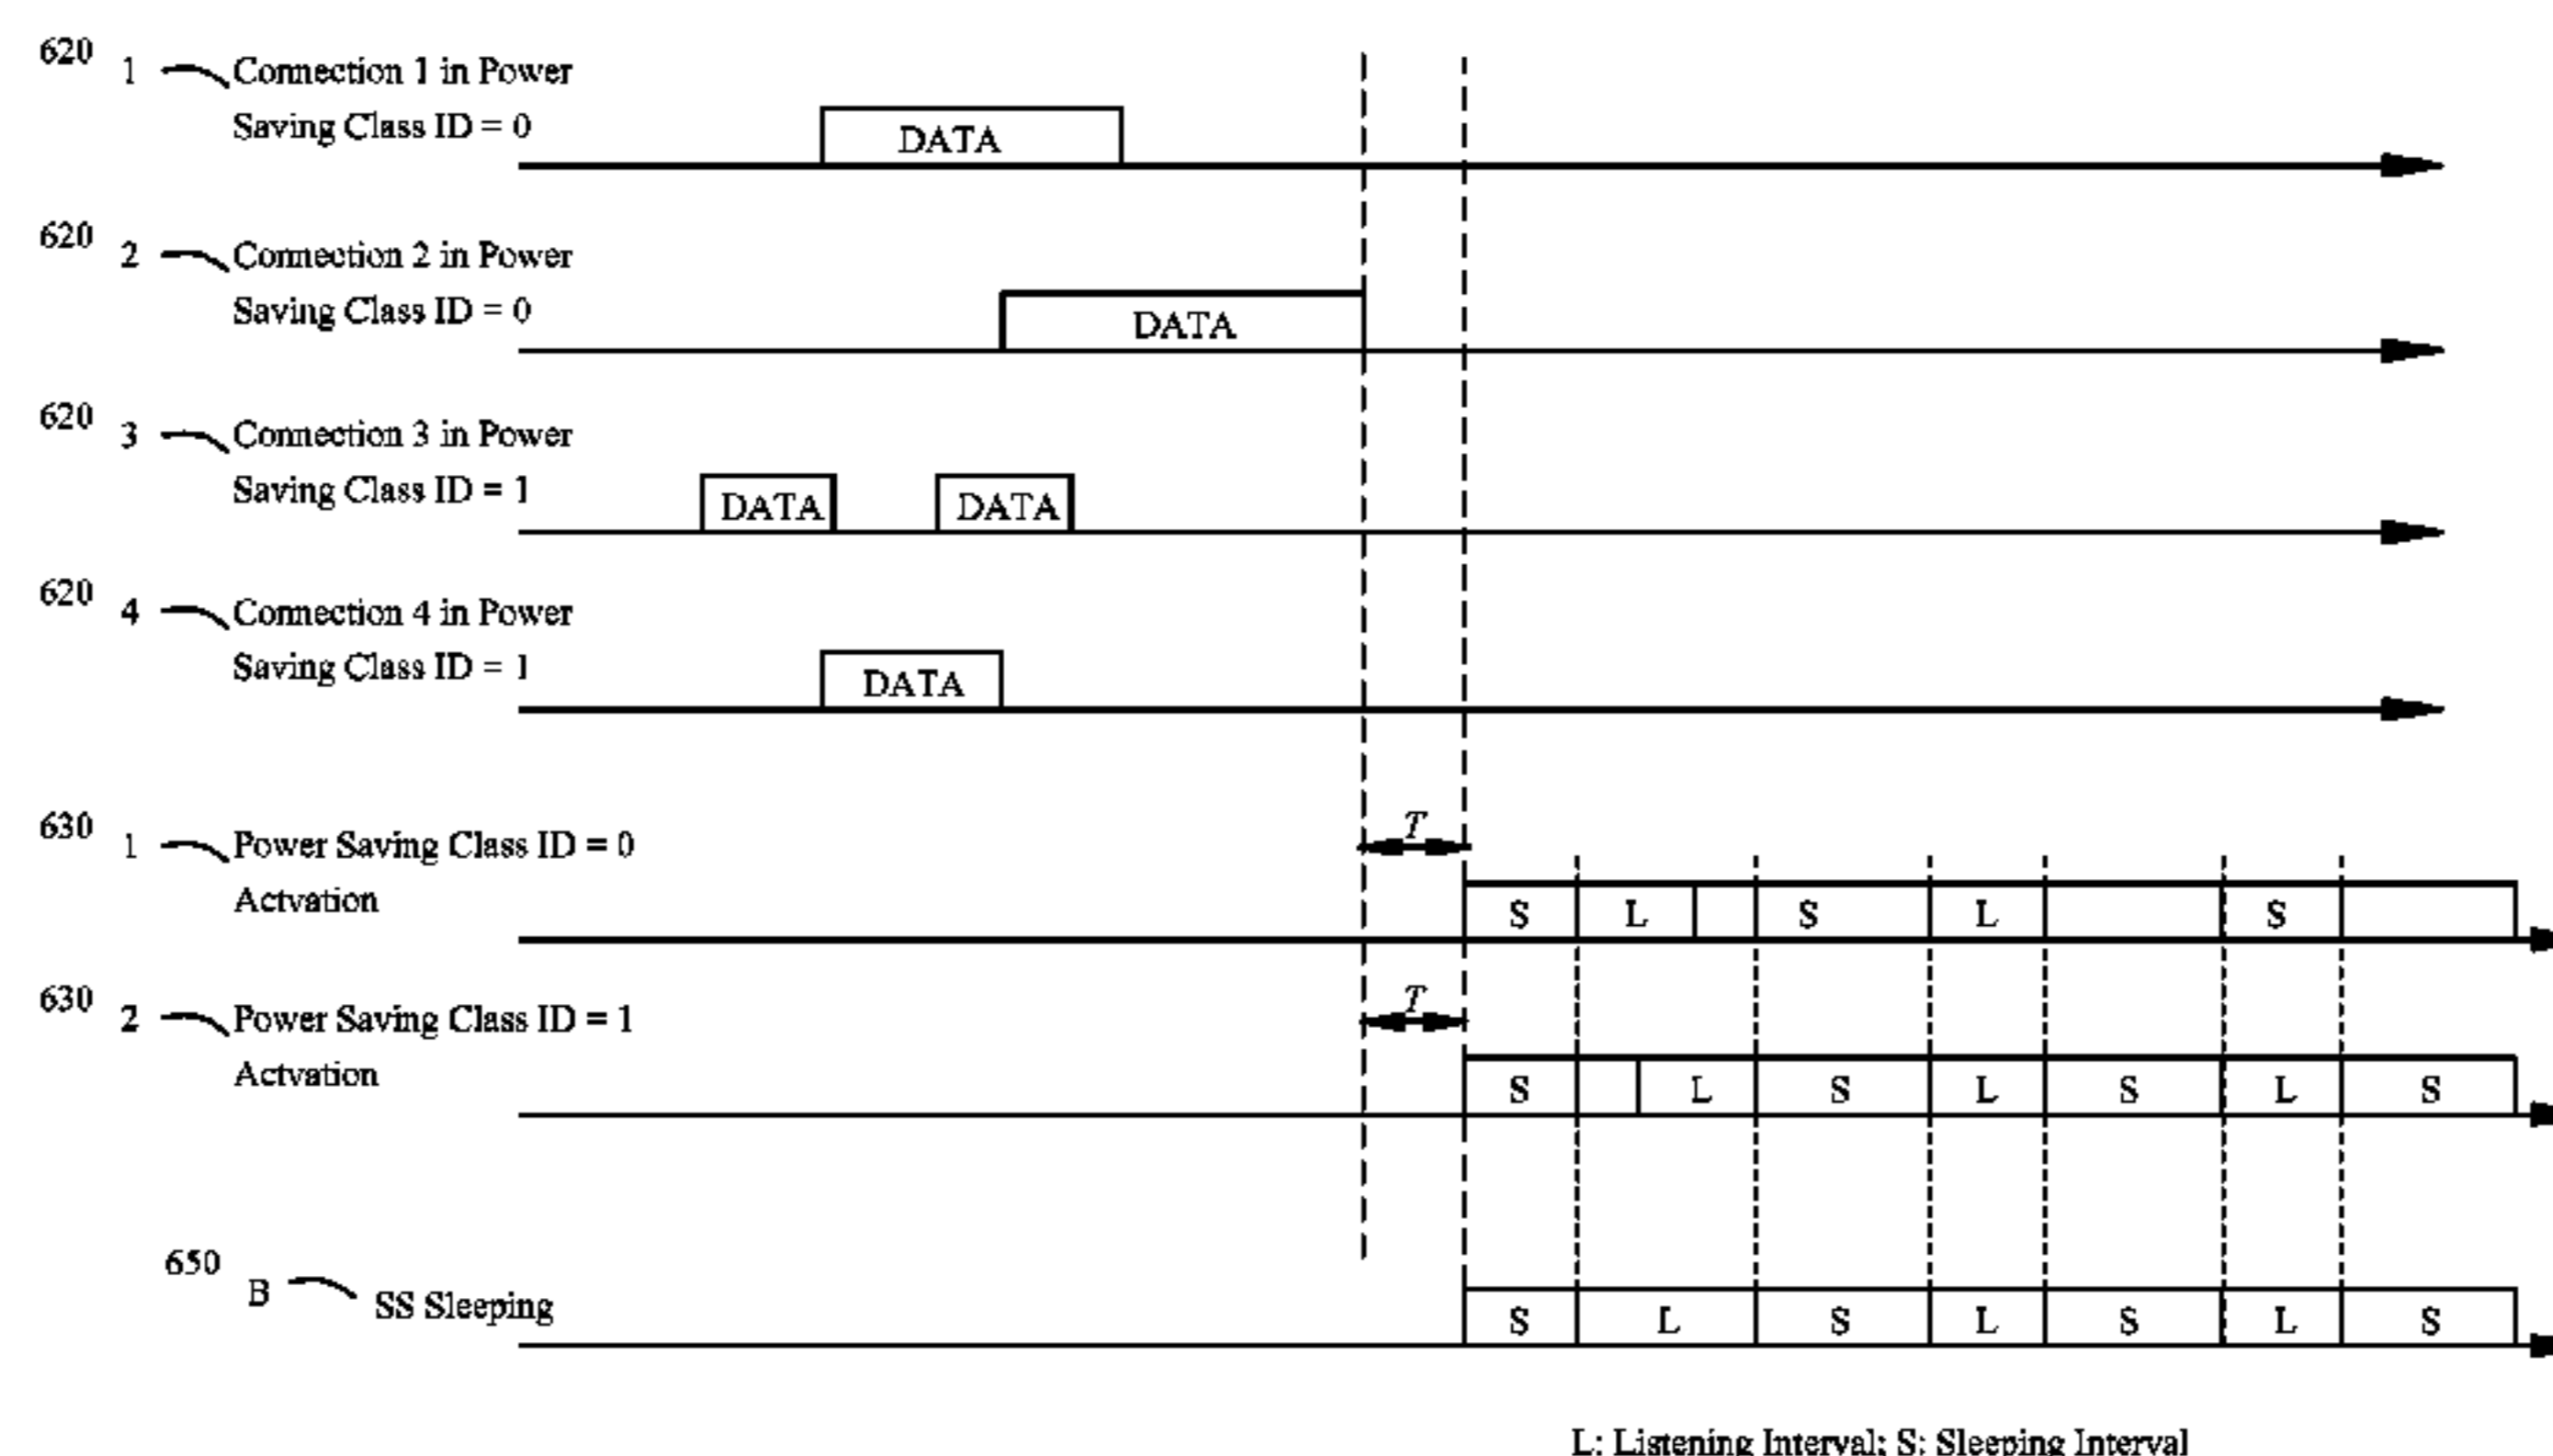 620
1 Connection 1 in Power
Saving Class ID = 0
DATA
620
2 Connection 2 in Power
Saving Class ID = 0
DATA
620
3 Connection 3 in Power
Saving Class ID = 1
DATA DATA
620
4 Connection 4 in Power
Saving Class ID = 1
DATA
630
1 Power Saving Class ID = 0
Actvation
T
S L S L S
630
2 Power Saving Class ID = 1
Actvation
T
S L S L S L S
650
B SS Sleeping
S L S L S L S
L: Listening Interval; S: Sleeping Interval